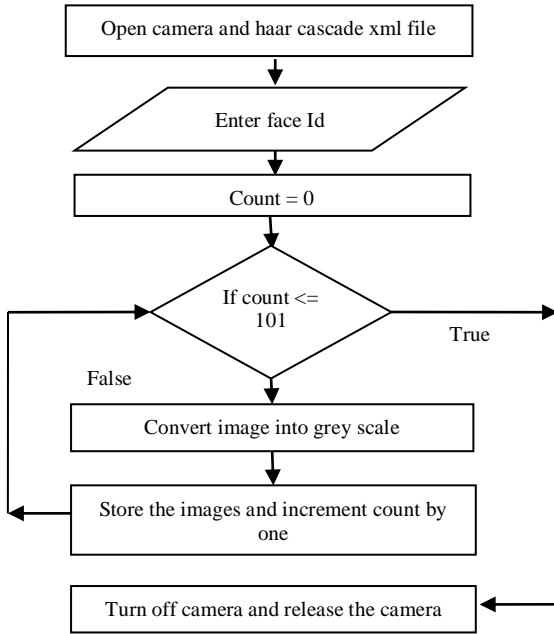 Open camera and haar cascade xml file
Enter face Id
Count = 0
If count <=
101
True
False
Convert image into grey scale
Store the images and increment count by
one
Turn off camera and release the camera